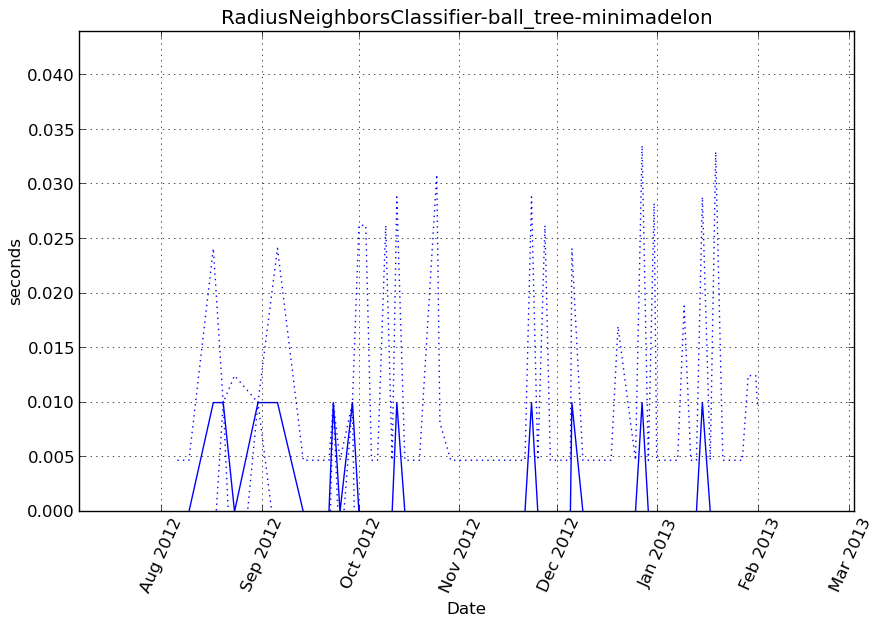 RadiusNeighborsClassifier-ball_tree-minimadelon
0.040
0.035
0.030
0.025
0.020
0.015
0.010
0.005
0.000
seconds
Aug 2012
Sep 2012
Oct 2012
Nov 2012
Dec 2012
Jan 2013
Feb 2013
Mar 2013
Date